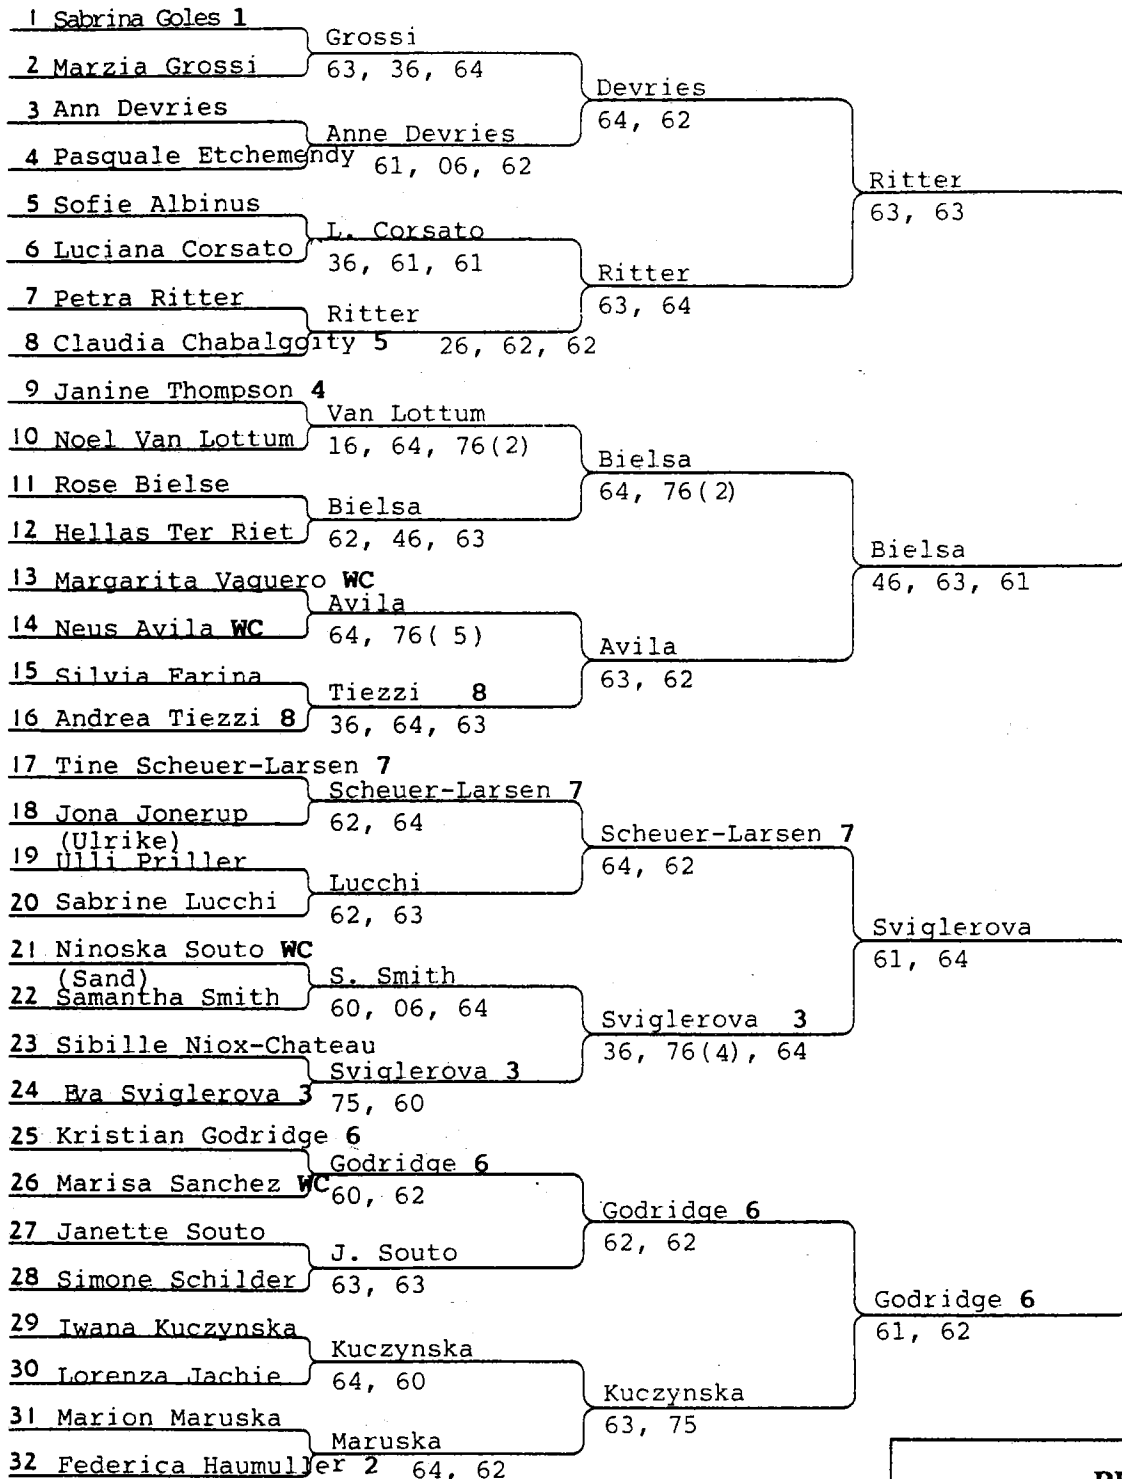 1 Sabrina Goles 1
2 Marzia Grossi
3 Ann Devries
4 Pasquale Etchemendy
5 Sofie Albinus
6 Luciana Corsato
7 Petra Ritter
8 Claudia Chabalgoity 5
9 Janine Thompson 4
10 Noel Van Lottum
11 Rose Bielse
12 Hellas Ter Riet
13 Margarita Vaquero WC
14 Neus Avila WC
15 Silvia Farina
16 Andrea Tiezzi 8
17 Tine Scheuer-Larsen 7
18 Jona Jonerup
(Ulrike)
19 Ulli Priller
20 Sabrine Lucchi
21 Ninoska Souto WC
(Sand)
22 Samantha Smith
23 Sibille Niox-Chateau
24 Eva Sviglerova 3
25 Kristian Godridge 6
26 Marisa Sanchez WC
27 Janette Souto
28 Simone Schilder
29 Iwana Kuczynska
30 Lorenza Jachie
31 Marion Maruska
32 Federica Haumuller 2
Grossi
63, 36, 64
Anne Devries
61, 06, 62
L. Corsato
36, 61, 61
Ritter
26, 62, 62
Van Lottum
16, 64, 76(2)
Bielsa
62, 46, 63
Avila
64, 76( 5)
Tiezzi 8
36, 64, 63
Scheuer-Larsen 7
62, 64
Lucchi
62, 63
S. Smith
60, 06, 64
Sviglerova 3
75, 60
Godridge 6
60, 62
J. Souto
63, 63
Kuczynska
64, 60
Maruska
64, 62
Devries
64, 62
Ritter
63, 64
Bielsa
64, 76(2)
Avila
63, 62
Scheuer-Larsen 7
64, 62
Sviglerova 3
36, 76(4), 64
Godridge 6
62, 62
Kuczynska
63, 75
Ritter
63, 63
Bielsa
46, 63, 61
Sviglerova
61, 64
Godridge 6
61, 62